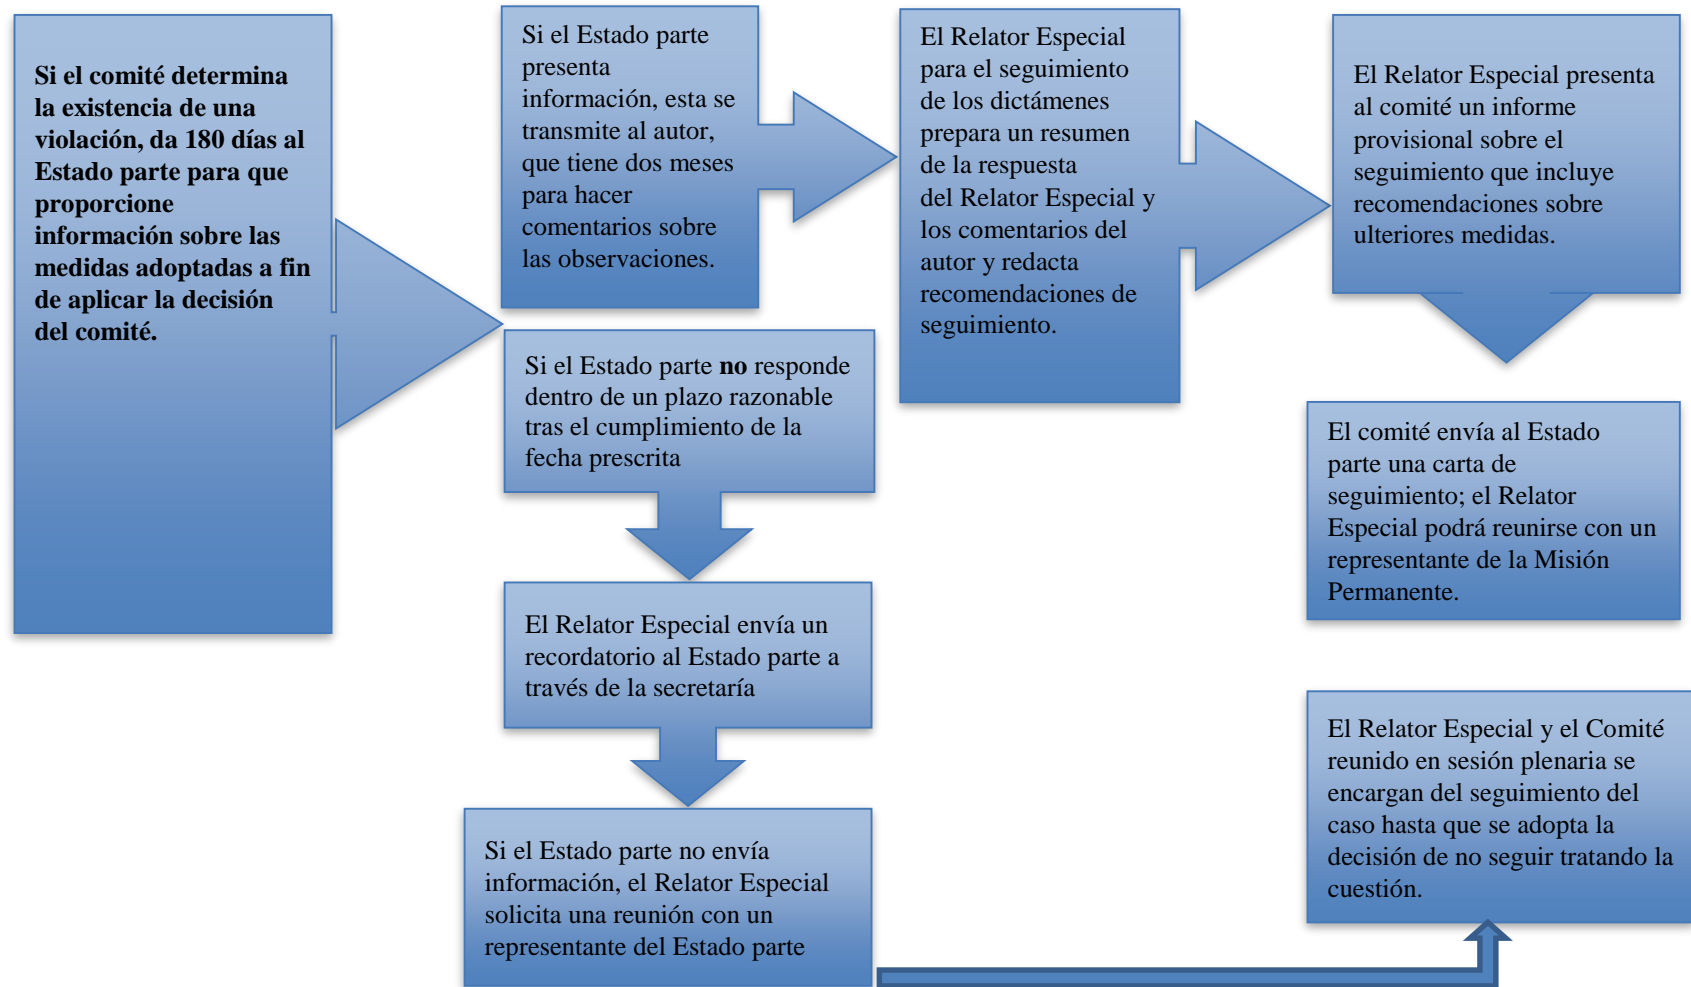 Si el comité determina
la existencia de una
violación, da 180 días al
Estado parte para que
proporcione
información sobre las
medidas adoptadas a fin
de aplicar la decisión
del comité.
Si el Estado parte
presenta
información, esta se
transmite al autor,
que tiene dos meses
para hacer
comentarios sobre
las observaciones.
El Relator Especial
para el seguimiento
de los dictámenes
prepara un resumen
de la respuesta
del Relator Especial y
los comentarios del
autor y redacta
recomendaciones de
seguimiento.
El Relator Especial presenta
al comité un informe
provisional sobre el
seguimiento que incluye
recomendaciones sobre
ulteriores medidas.
Si el Estado parte no responde
dentro de un plazo razonable
tras el cumplimiento de la
fecha prescrita
El comité envía al Estado
parte una carta de
seguimiento; el Relator
Especial podrá reunirse con un
representante de la Misión
Permanente.
El Relator Especial envía un
recordatorio al Estado parte a
través de la secretaría
El Relator Especial y el Comité
reunido en sesión plenaria se
encargan del seguimiento del
caso hasta que se adopta la
decisión de no seguir tratando la
cuestión.
Si el Estado parte no envía
información, el Relator Especial
solicita una reunión con un
representante del Estado parte